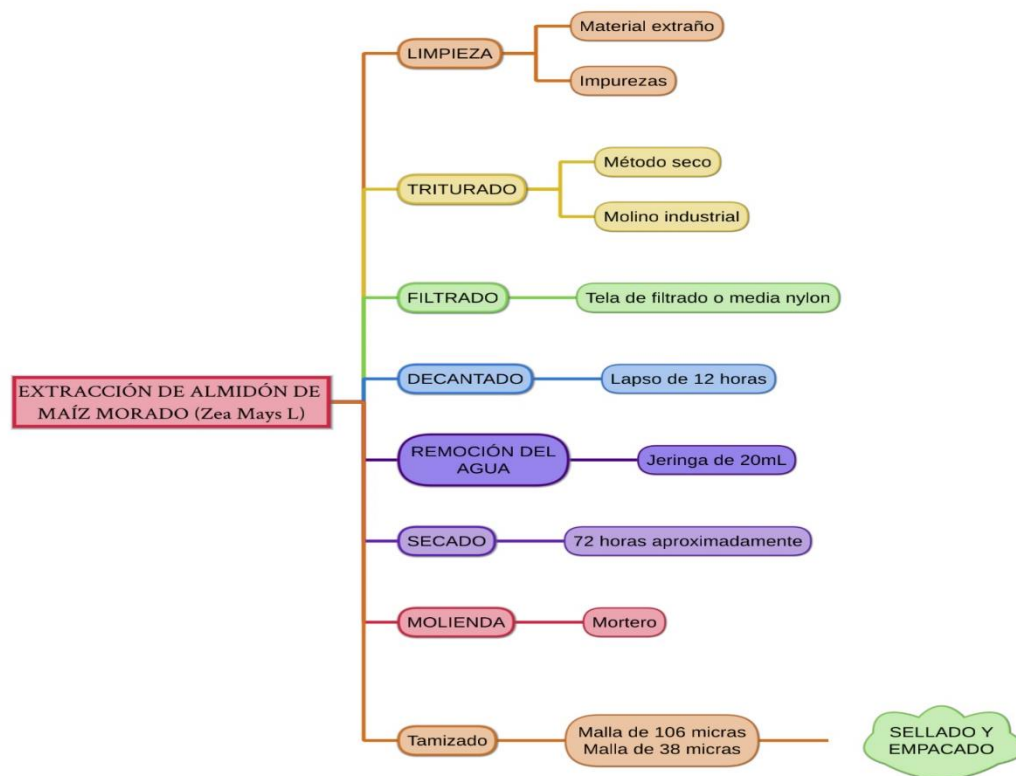 EXTRACCIÓN DE ALMIDÓN DE
MAÍZ MORADO (Zea Mays L)
LIMPIEZA
Material extraño
Impurezas
TRITURADO
Método seco
Molino industrial
FILTRADO
Tela de filtrado o media nylon
DECANTADO
Lapso de 12 horas
REMOCIÓN DEL
AGUA
Jeringa de 20mL
SECADO
72 horas aproximadamente
MOLIENDA
Mortero
Tamizado
Malla de 106 micras
Malla de 38 micras
SELLADO Y
EMPACADO